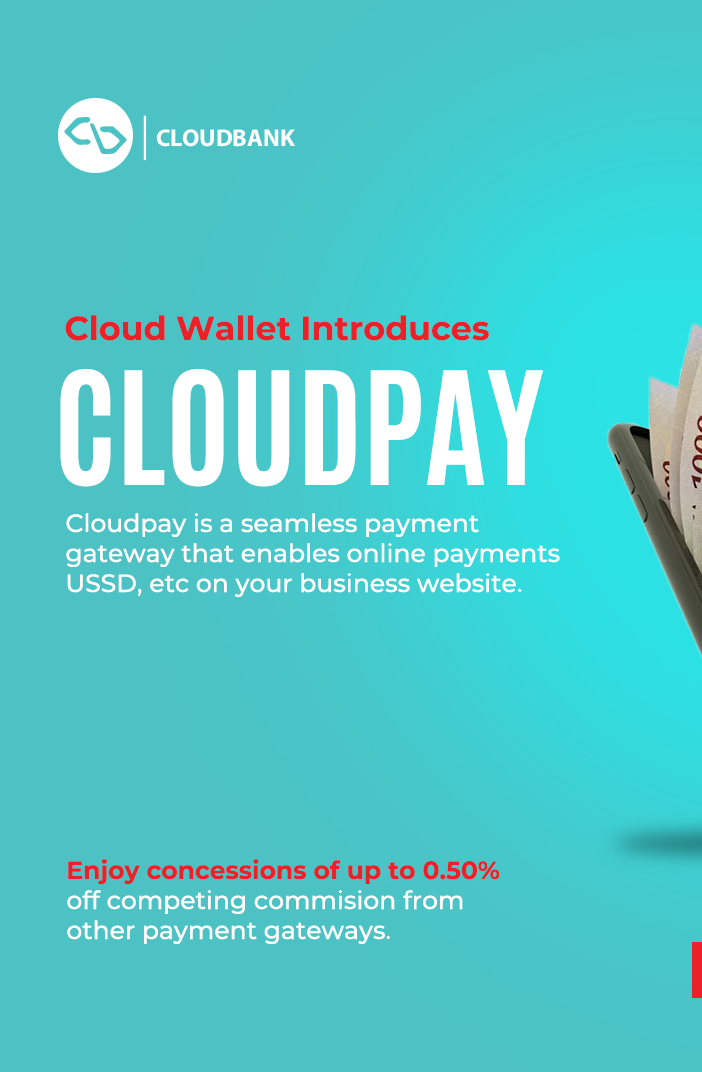 CLOUDBANK
Cloud Wallet Introduces
CLOUDPAY
Cloudpay is a seamless payment
gateway that enables online payments
USSD, etc on your business website.
Enjoy concessions of up to 0.50%
off competing commision from
other payment gateways.